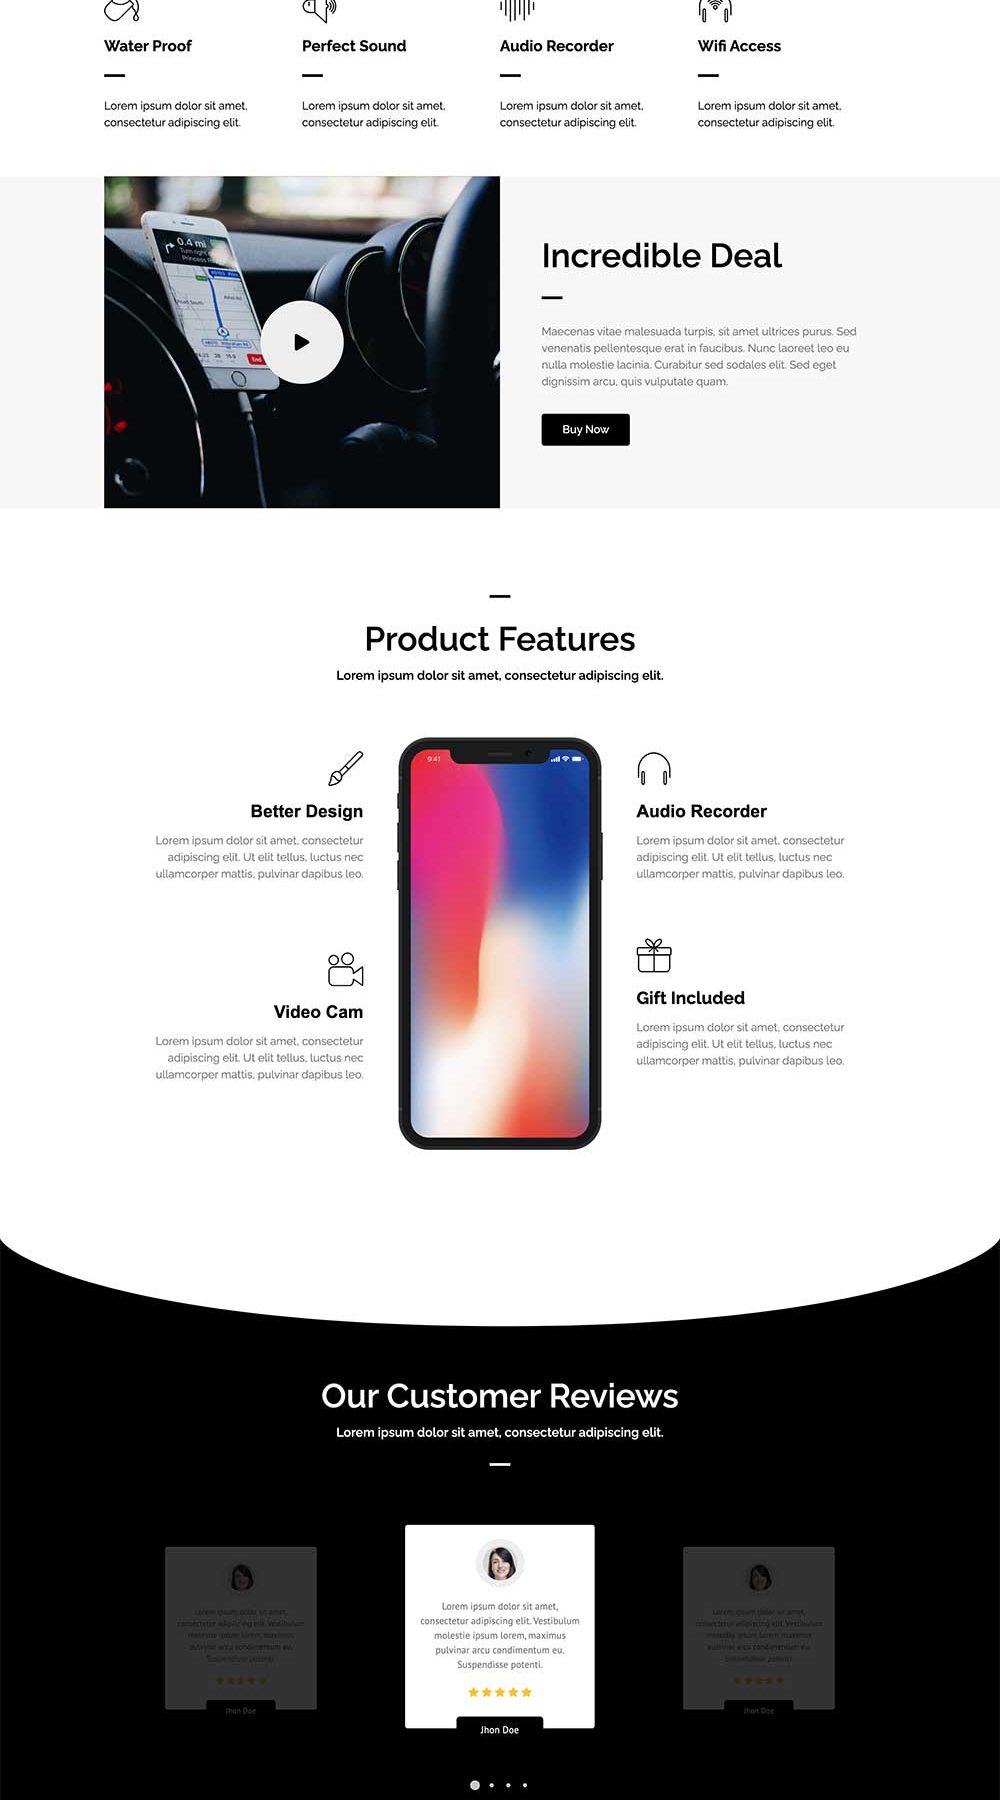 Water Proof
Perfect Sound
Audio Recorder
Wifi Access
Lorem ipsum dolor sit amet,
consectetur adipiscing elit.
Lorem ipsum dolor sit amet,
consectetur adipiscing elit.
Lorem ipsum dolor sit amet,
consectetur adipiscing elit.
Lorem ipsum dolor sit amet,
consectetur adipiscing elit.
0.4 mi
Turn right
Princess
End
Incredible Deal
Maecenas vitae malesuada turpis, sit amet ultrices purus. Sed
venenatis pellentesque erat in faucibus. Nunc laoreet leo eu
nulla molestie lacinia. Curabitur sed sodales elit. Sed eget
dignissim arcu, quis vulputate quam.
Buy Now
Product Features
Lorem ipsum dolor sit amet, consectetur adipiscing elit.
Better Design
Lorem ipsum dolor sit amet, consectetur
adipiscing elit. Ut elit tellus, luctus nec
ullamcorper mattis, pulvinar dapibus leo.
Video Cam
Lorem ipsum dolor sit amet, consectetur
adipiscing elit. Ut elit tellus, luctus nec
ullamcorper mattis, pulvinar dapibus leo.
9:41
Audio Recorder
Lorem ipsum dolor sit amet, consectetur
adipiscing elit. Ut elit tellus, luctus nec
ullamcorper mattis, pulvinar dapibus leo.
Gift Included
Lorem ipsum dolor sit amet, consectetur
adipiscing elit. Ut elit tellus, luctus nec
ullamcorper mattis, pulvinar dapibus leo.
Our Customer Reviews
Lorem ipsum dolor sit amet, consectetur adipiscing elit.
Lorem ipsum dolor sit amet,
consectetur adipiscing elit. Vestibulum
molestie ipsum lorem, maximus
pulvinar arcu condimentum eu.
Suspendisse potenti.
Jhon Doe
Lorem ipsum dolor sit amet,
consectetur adipiscing elit. Vestibulum
molestie ipsum lorem, maximus
pulvinar arcu condimentum eu.
Suspendisse potenti.
Jhon Doe
Lorem ipsum dolor sit amet,
consectetur adipiscing elit. Vestibulum
molestie ipsum lorem, maximus
pulvinar arcu condimentum eu.
Suspendisse potenti.
Jhon Doe